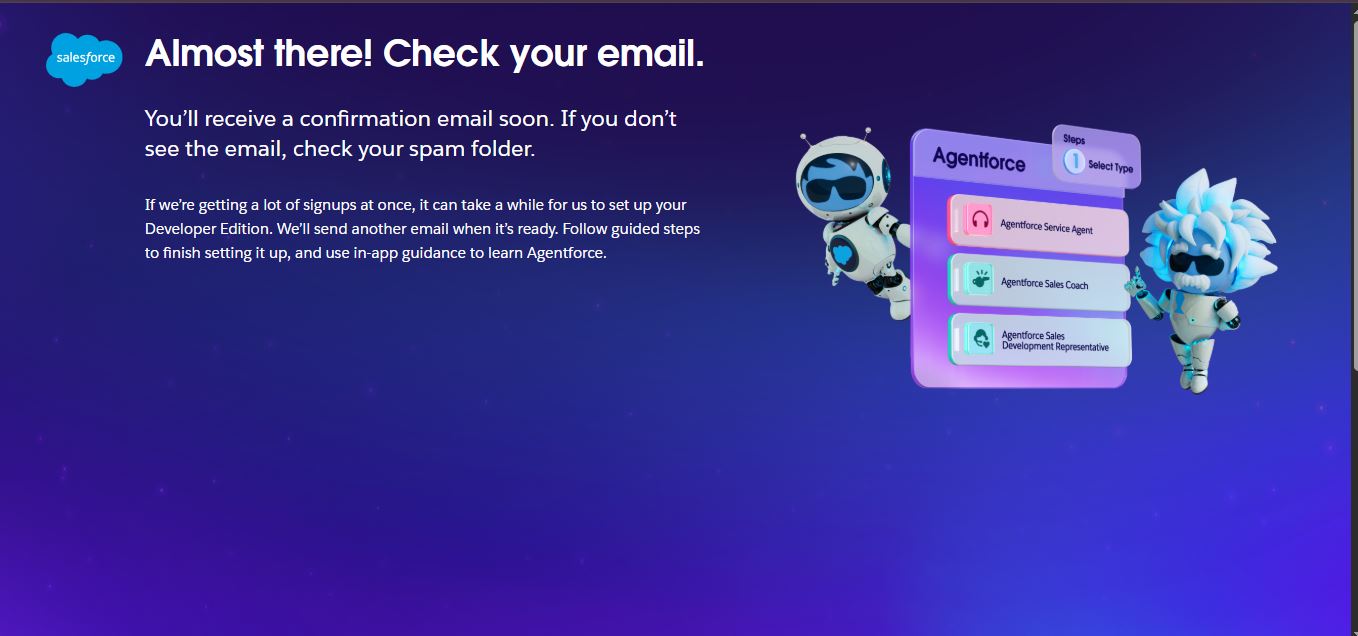 salesforce
Almost there! Check your email.
You’ll receive a confirmation email soon. If you don’t
see the email, check your spam folder.
If we’re getting a lot of signups at once, it can take a while for us to set up your
Developer Edition. We’ll send another email when it’s ready. Follow guided steps
to finish setting it up, and use in-app guidance to learn Agentforce.
Agentforce
Steps
1 Select Type
Agentforce Service Agent
Agentforce Sales Coach
Agentforce Sales
Development Representative